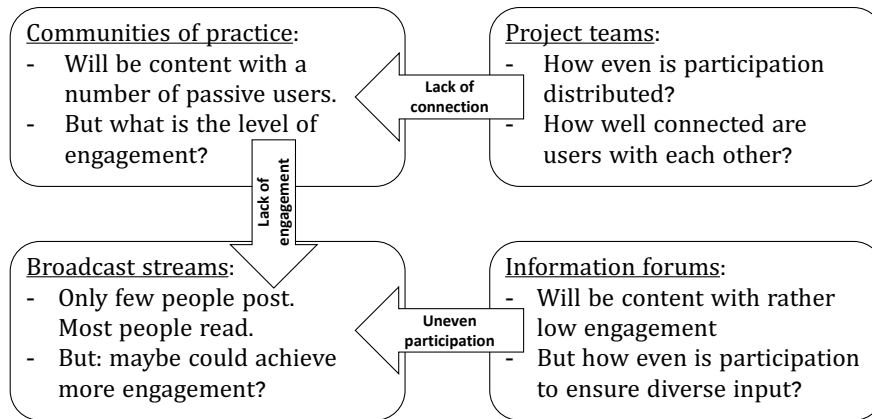 Communities of practice:
- Will be content with a
number of passive users.
- But what is the level of
engagement?
Lack of
connection
Project teams:
- How even is participation
distributed?
- How well connected are
users with each other?
Lack of
engagement
Broadcast streams:
- Only few people post.
Most people read.
- But: maybe could achieve
more engagement?
Uneven
participation
Information forums:
- Will be content with rather
low engagement
- But how even is participation
to ensure diverse input?